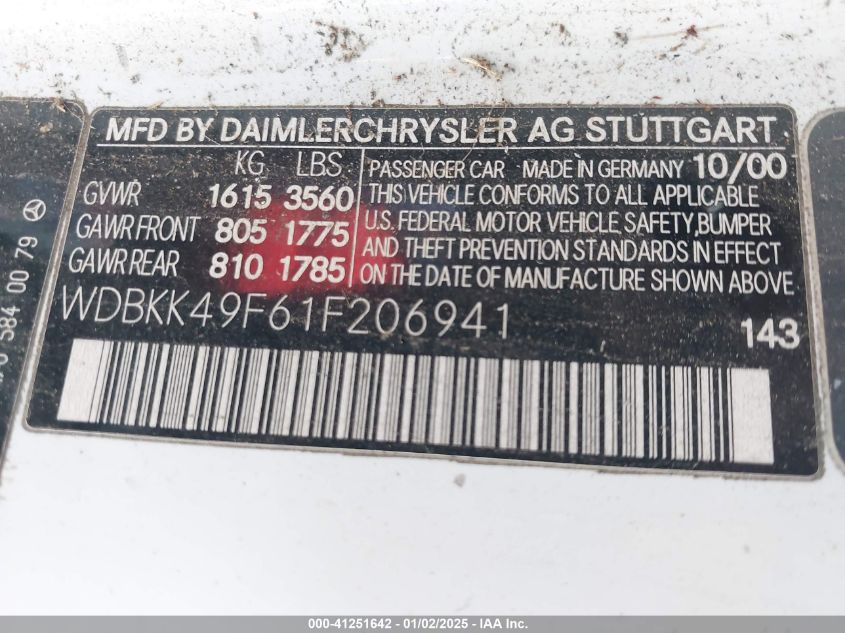 MFD BY DAIMLERCHRYSLER AG STUTTGART
KG LBS
GVWR 1615 3560
GAWR FRONT 805 1775
GAWR REAR 810 1785
PASSENGER CAR MADE IN GERMANY 10/00
THIS VEHICLE CONFORMS TO ALL APPLICABLE
U.S. FEDERAL MOTOR VEHICLE SAFETY,BUMPER
AND THEFT PREVENTION STANDARDS IN EFFECT
ON THE DATE OF MANUFACTURE SHOWN ABOVE.
WDBKK49F61F206941
143
584 00 79
000-41251642 - 01/02/2025 - IAA Inc.